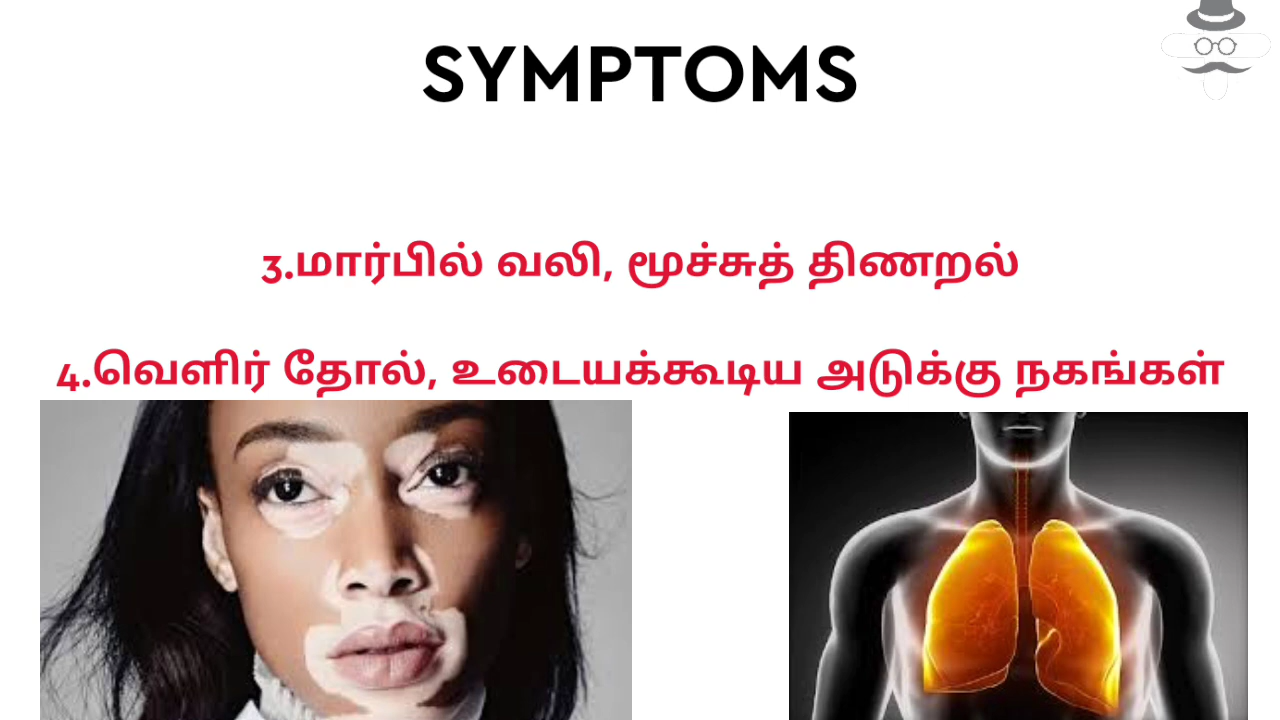 SYMPTOMS
3.மார்பில் வலி, மூச்சுத் திணறல்
4.வெளிர் தோல், உடையக்கூடிய அடுக்கு நகங்கள்